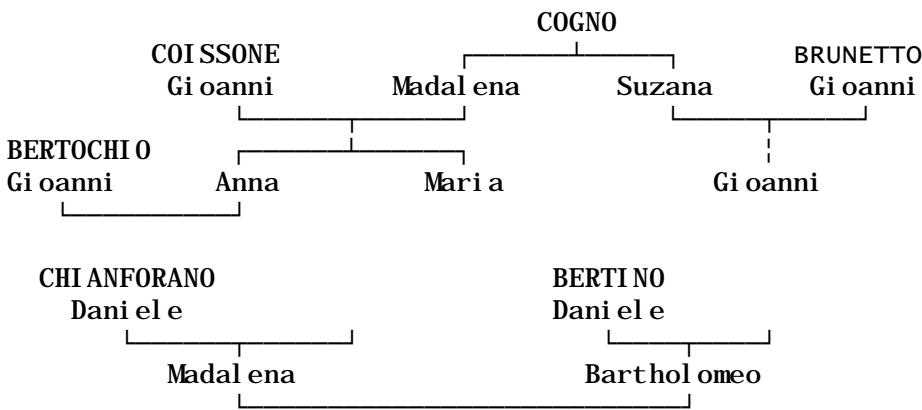 COGNO
COISSONE BRUNETTO
Gioanni Madalena Suzana Gioanni
BERTOCHIO
Gioanni Anna Maria Gioanni
CHIANFORANO BERTINO
Daniele Daniele
Madalena Bartholomeo